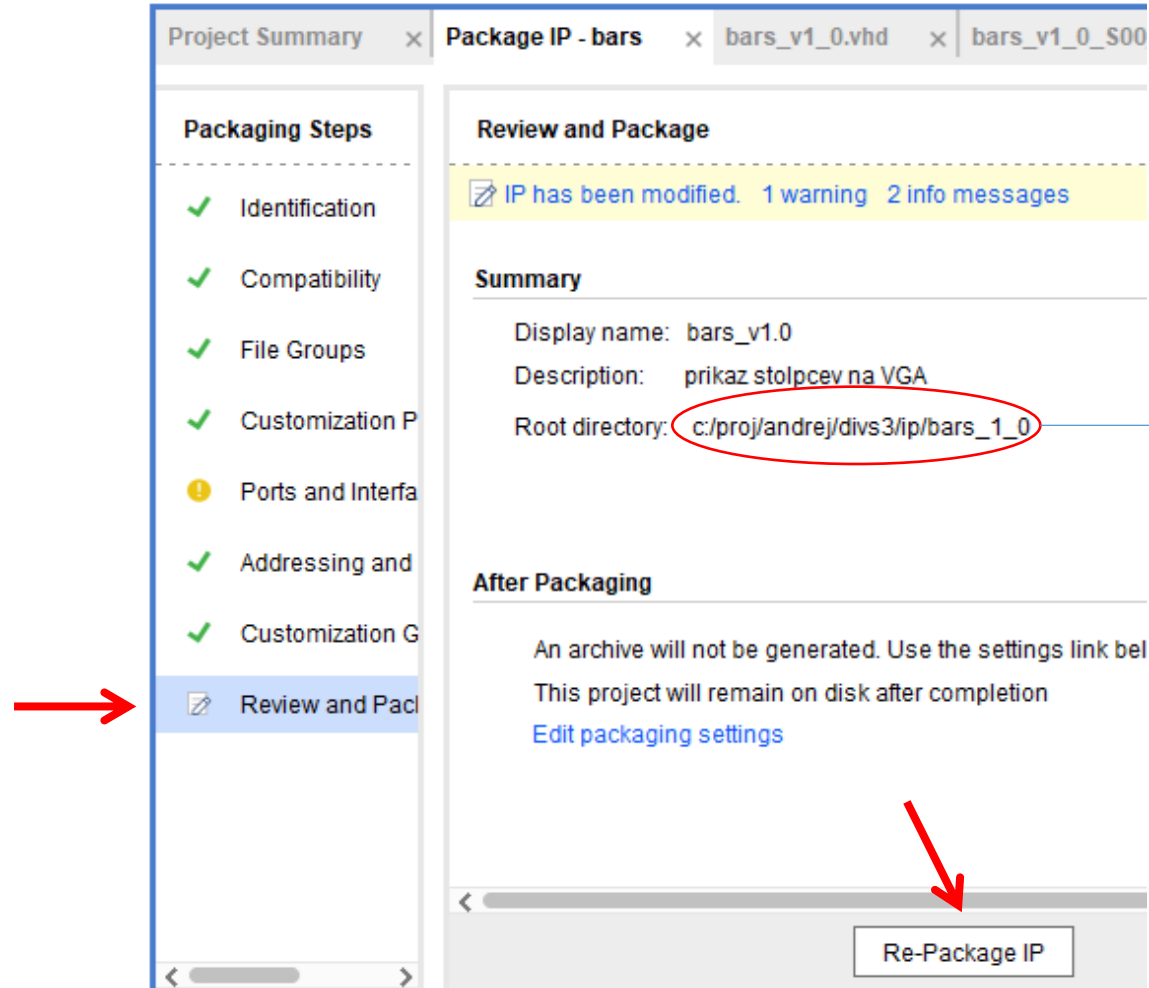 Project Summary
Package IP - bars
bars_v1_0.vhd
bars_v1_0_S00
Packaging Steps
Identification
Compatibility
File Groups
Customization P
Ports and Interfa
Addressing and
Customization G
Review and Pac
Review and Package
IP has been modified. 1 warning 2 info messages
Summary
Display name: bars_v1.0
Description: prikaz stolpcev na VGA
Root directory: c:/proj/andrej/divs3/ip/bars_1_0
After Packaging
An archive will not be generated. Use the settings link bel
This project will remain on disk after completion
Edit packaging settings
Re-Package IP